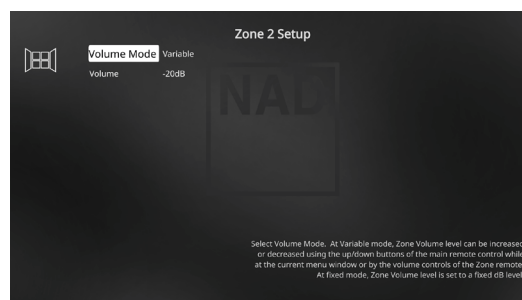 Zone 2 Setup
Volume Mode Variable
Volume -20dB
NAD
Select Volume Mode. At Variable mode, Zone Volume level can be increased
or decreased using the up/down buttons of the main remote control while
at the current menu window or by the volume controls of the Zone remote.
At fixed mode, Zone Volume level is set to a fixed dB level.